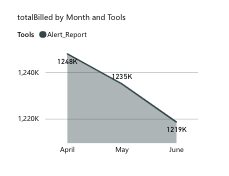 totalBilled by Month and Tools
Tools Alert_Report
1248K
1,240K
1235K
1,220K
1219K
April May June